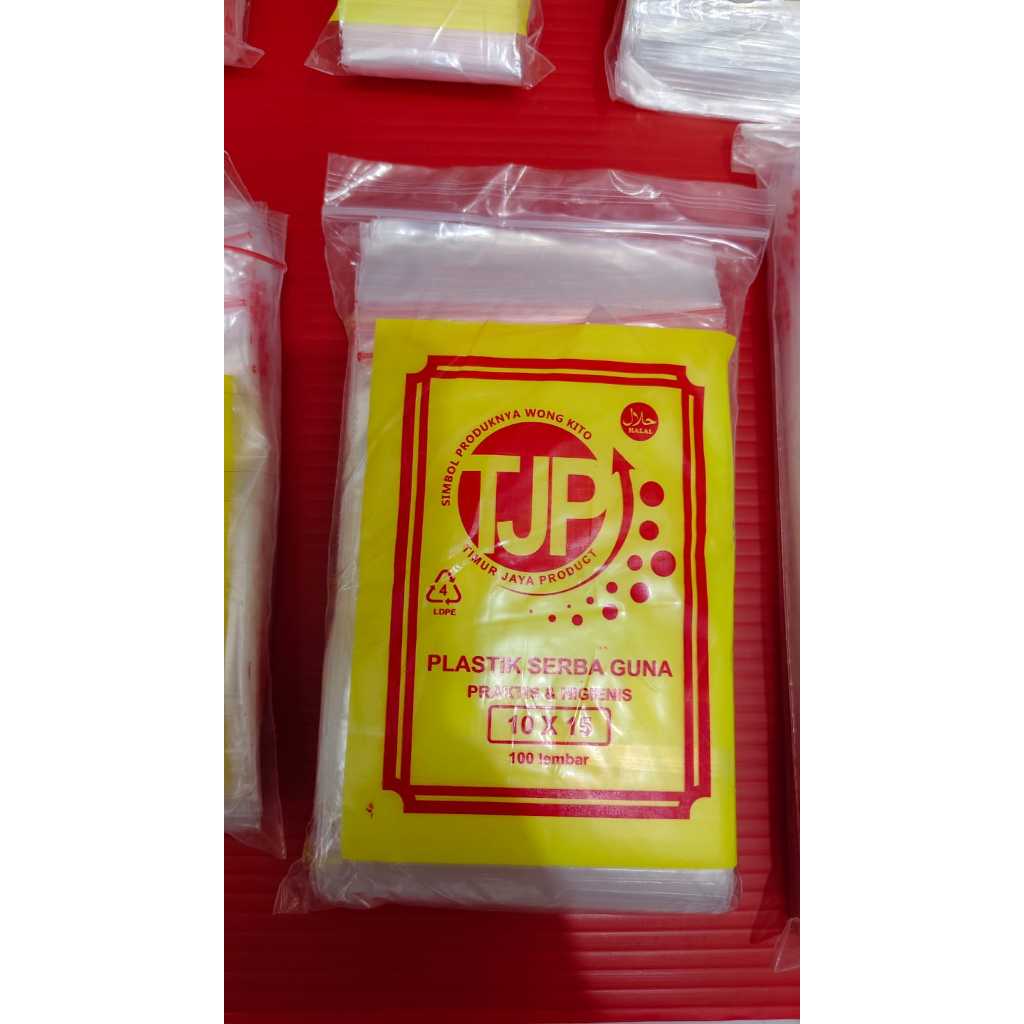 SIMBOL PRODUKNYA WONG KITO
حلال
HALAL
TJP
TIMUR JAYA PRODUCT
4
LDPE
PLASTIK SERBA GUNA
PRAKTIS & HIGIENIS
10 X 15
100 lembar